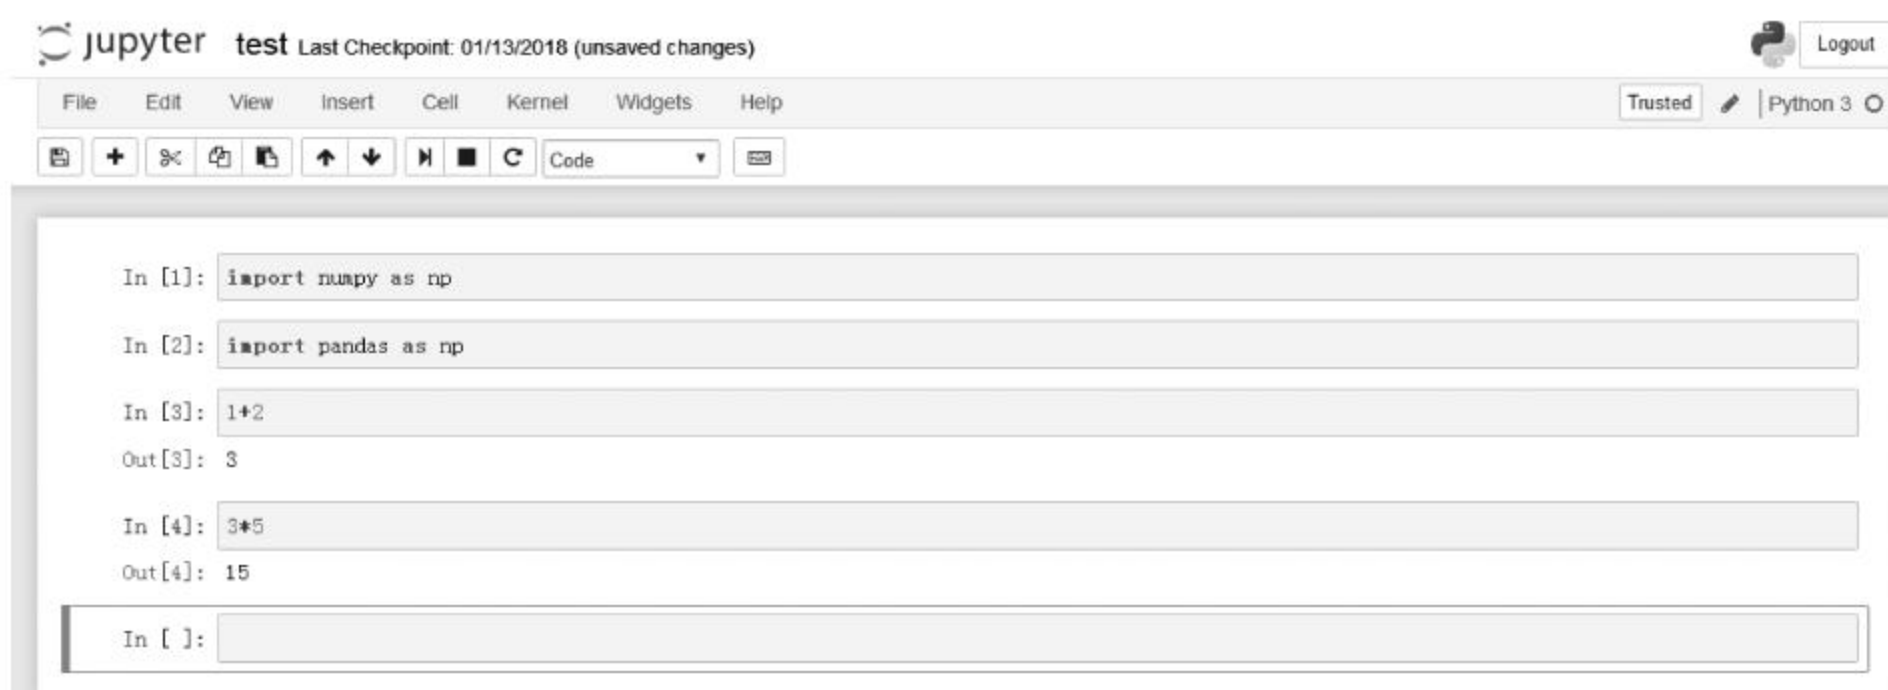 jupyter test Last Checkpoint: 01/13/2018 (unsaved changes) Logout
File Edit View Insert Cell Kernel Widgets Help Trusted Python 3
Code
In [1]: import numpy as np
In [2]: import pandas as np
In [3]: 1+2
Out[3]: 3
In [4]: 3*5
Out[4]: 15
In [ ]: